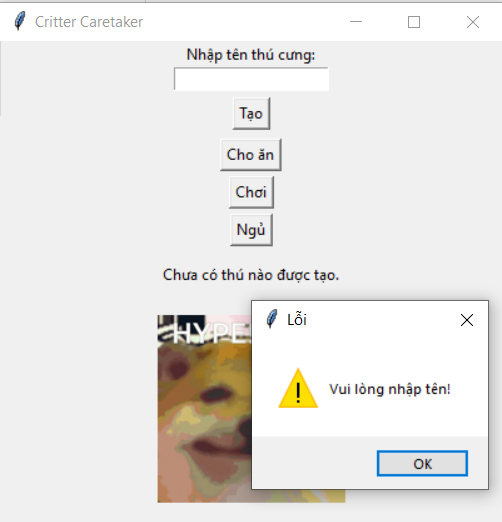 Critter Caretaker
Nhập tên thú cưng:
Tạo
Cho ăn
Chơi
Ngủ
Chưa có thú nào được tạo.
HYPE
Lỗi
Vui lòng nhập tên!
OK